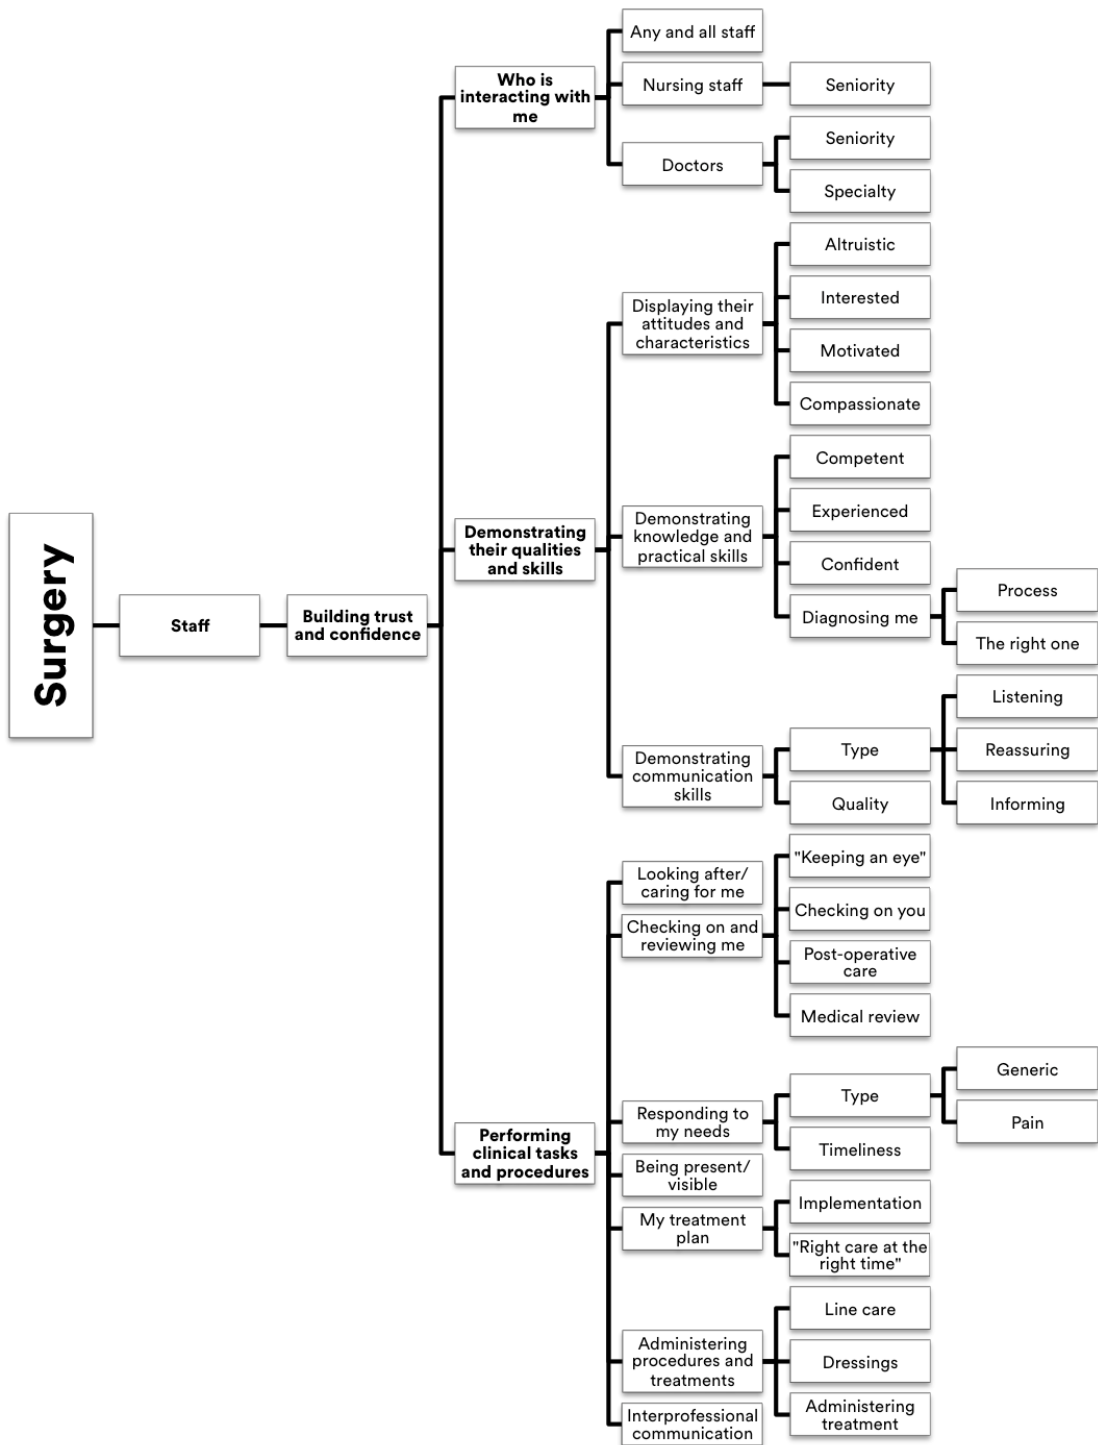 Surgery
Staff
Building trust
and confidence
Who is
interacting with
me
Any and all staff
Nursing staff
Seniority
Doctors
Seniority
Specialty
Demonstrating
their qualities
and skills
Displaying their
attitudes and
characteristics
Altruistic
Interested
Motivated
Compassionate
Demonstrating
knowledge and
practical skills
Competent
Experienced
Confident
Diagnosing me
Process
The right one
Demonstrating
communication
skills
Type
Listening
Reassuring
Informing
Quality
Performing
clinical tasks
and procedures
Looking after/
caring for me
Checking on and
reviewing me
"Keeping an eye"
Checking on you
Post-operative
care
Medical review
Responding to
my needs
Type
Generic
Pain
Timeliness
Being present/
visible
My treatment
plan
Implementation
"Right care at the
right time"
Administering
procedures and
treatments
Line care
Dressings
Administering
treatment
Interprofessional
communication